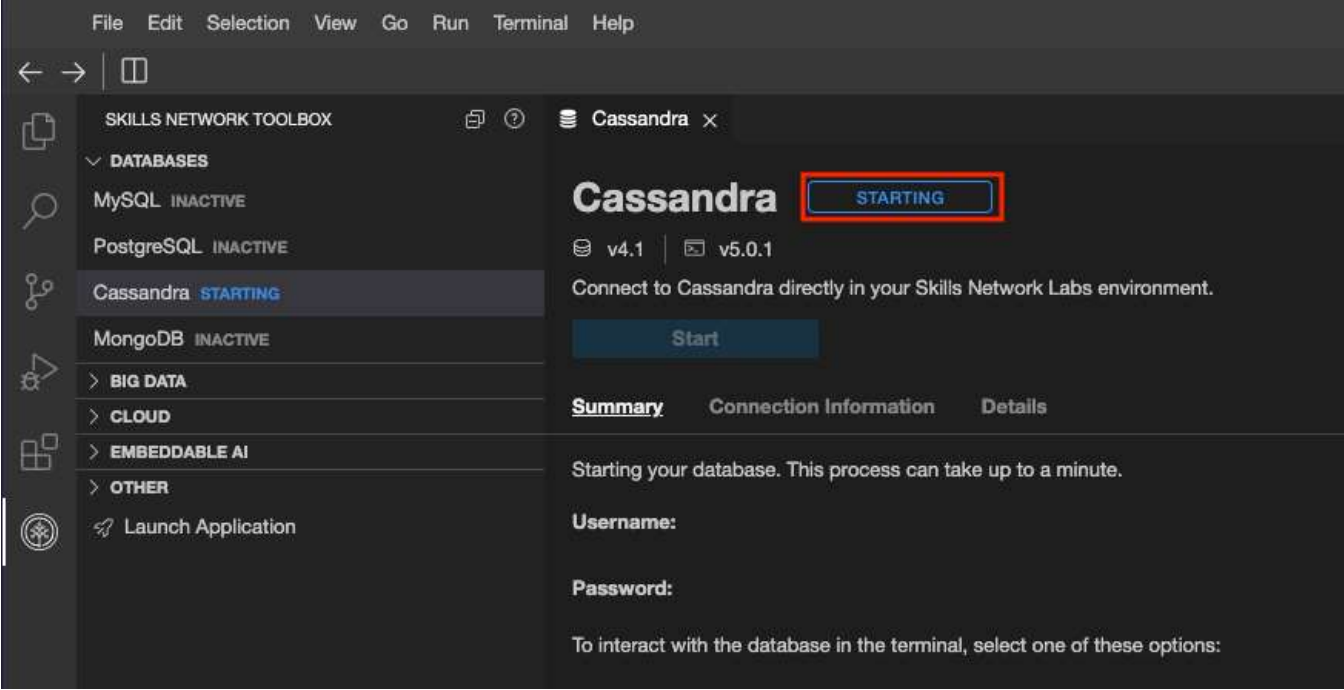 File Edit Selection View Go Run Terminal Help
SKILLS NETWORK TOOLBOX
DATABASES
MySQL INACTIVE
PostgreSQL INACTIVE
Cassandra STARTING
MongoDB INACTIVE
BIG DATA
CLOUD
EMBEDDABLE AI
OTHER
Launch Application
Cassandra
Cassandra STARTING
v4.1 v5.0.1
Connect to Cassandra directly in your Skills Network Labs environment.
Start
Summary Connection Information Details
Starting your database. This process can take up to a minute.
Username:
Password:
To interact with the database in the terminal, select one of these options: